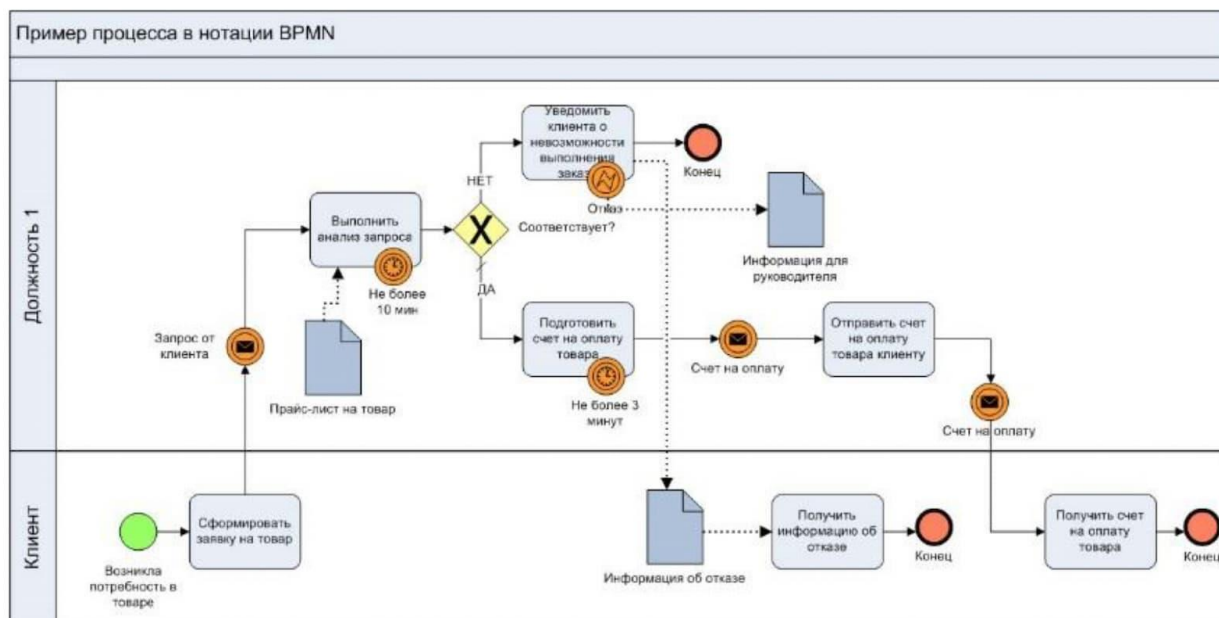 Пример процесса в нотации BPMN
Должность 1
Уведомить
клиента о
невозможности
выполнения
заказа
Отказ
Конец
НЕТ
Соответствует?
ДА
Выполнить
анализ запроса
Не более
10 мин
Информация для
руководителя
Запрос от
клиента
Прайс-лист на товар
Подготовить
счет на оплату
товара
Не более 3
минут
Счет на оплату
Отправить счет
на оплату
товара клиенту
Счет на оплату
Клиент
Возникла
потребность в
товаре
Сформировать
заявку на товар
Информация об отказе
Получить
информацию об
отказе
Конец
Получить счет
на оплату
товара
Конец